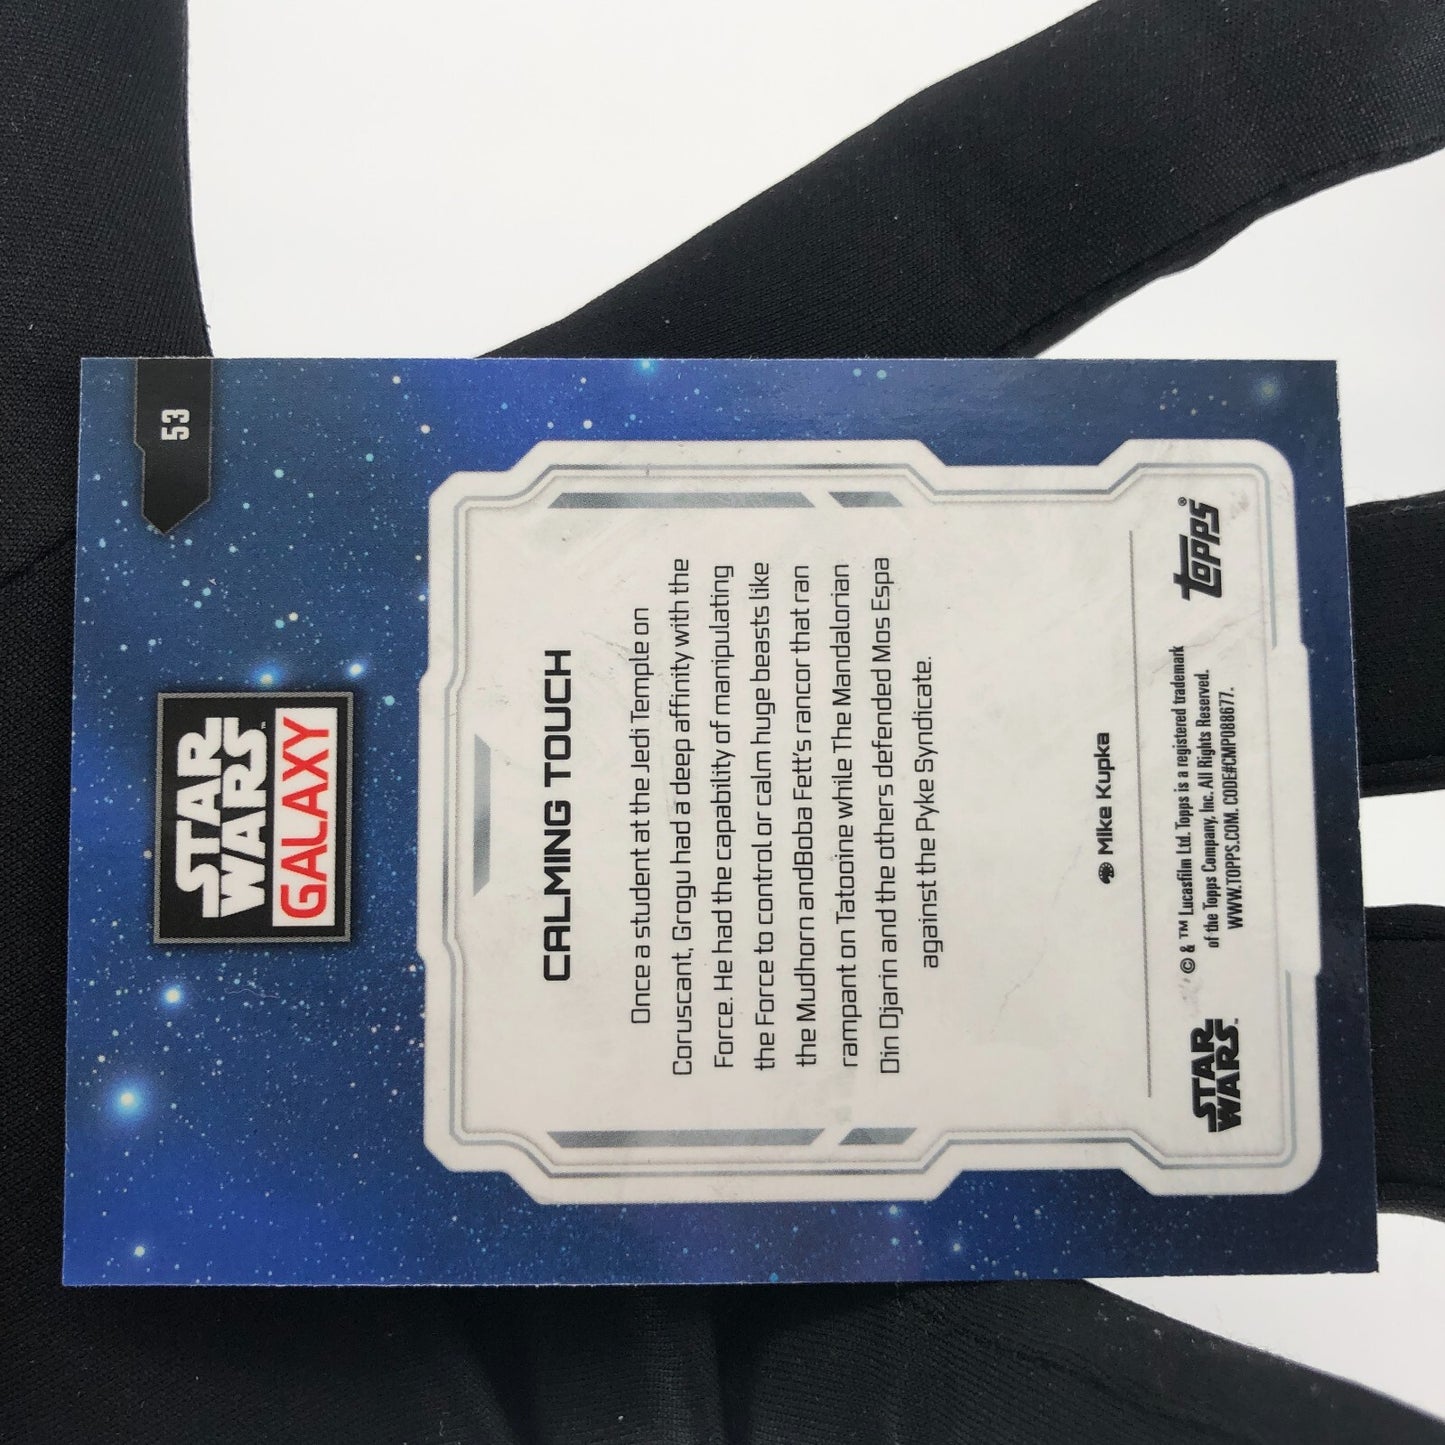 53
STAR
WARS™
GALAXY
CALMING TOUCH
Once a student at the Jedi Temple on
Coruscant, Grogu had a deep affinity with the
Force. He had the capability of manipulating
the Force to control or calm huge beasts like
the Mudhorn andBoba Fett's rancor that ran
rampant on Tatooine while The Mandalorian
Din Djarin and the others defended Mos Espa
against the Pyke Syndicate.
Mike Kupka
STAR
WARS™
© & ™ Lucasfilm Ltd. Topps is a registered trademark
of the Topps Company, Inc. All Rights Reserved.
WWW.TOPPS.COM. CODE#CMP088677.
topps®